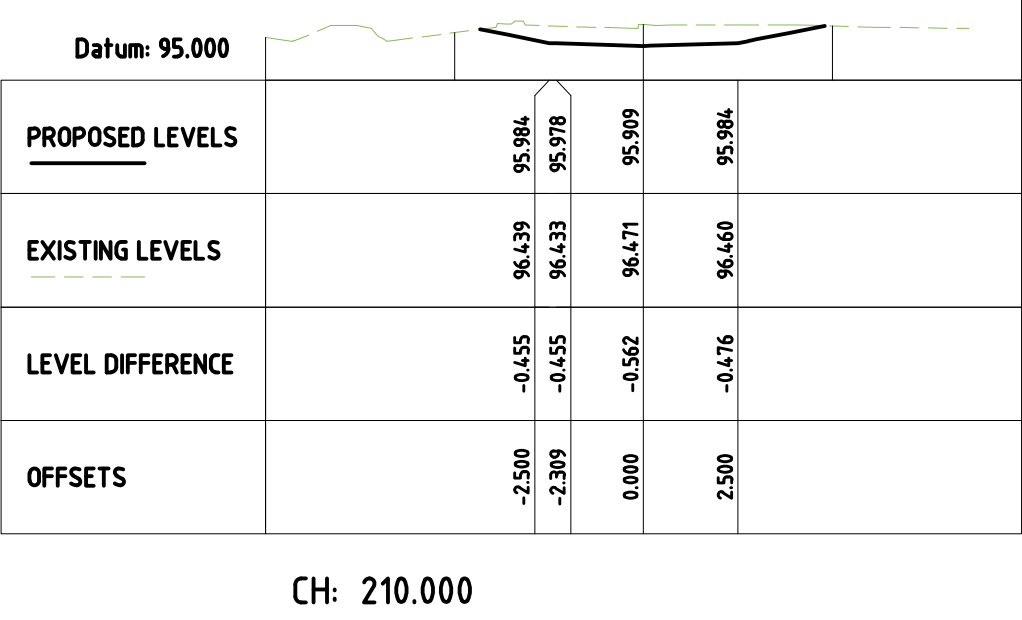 Datum: 95.000
PROPOSED LEVELS 95.984 95.978 95.909 95.984
EXISTING LEVELS 96.439 96.433 96.471 96.460
LEVEL DIFFERENCE -0.455 -0.455 -0.562 -0.476
OFFSETS -2.500 -2.309 0.000 2.500
CH: 210.000